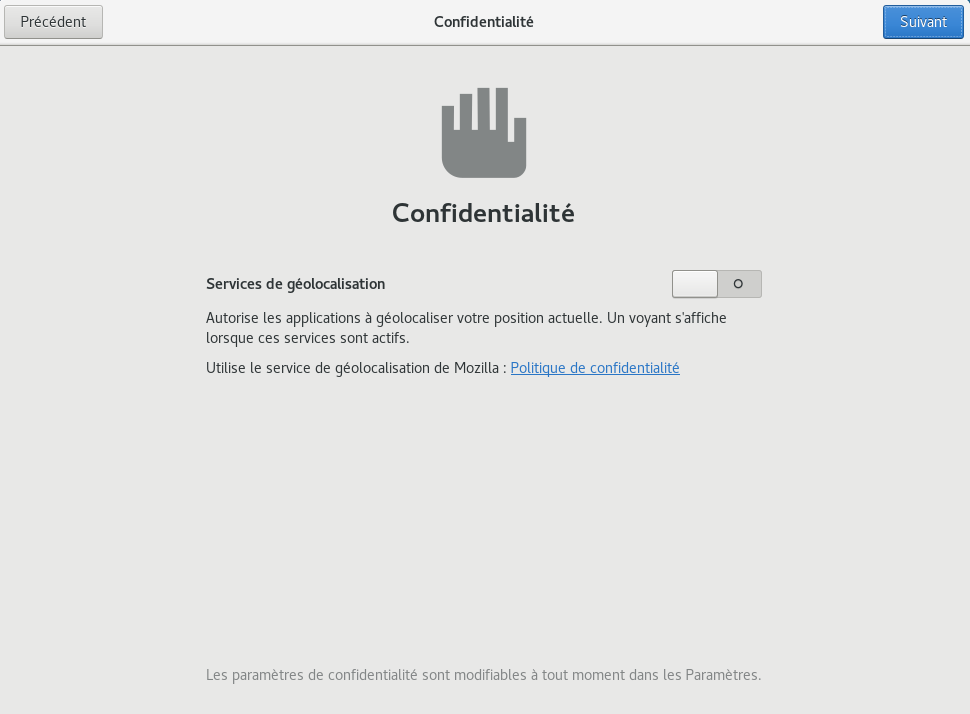 Précédent
Confidentialité
Suivant
Confidentialité
Services de géolocalisation
Autorise les applications à géolocaliser votre position actuelle. Un voyant s'affiche
lorsque ces services sont actifs.
Utilise le service de géolocalisation de Mozilla : Politique de confidentialité
Les paramètres de confidentialité sont modifiables à tout moment dans les Paramètres.